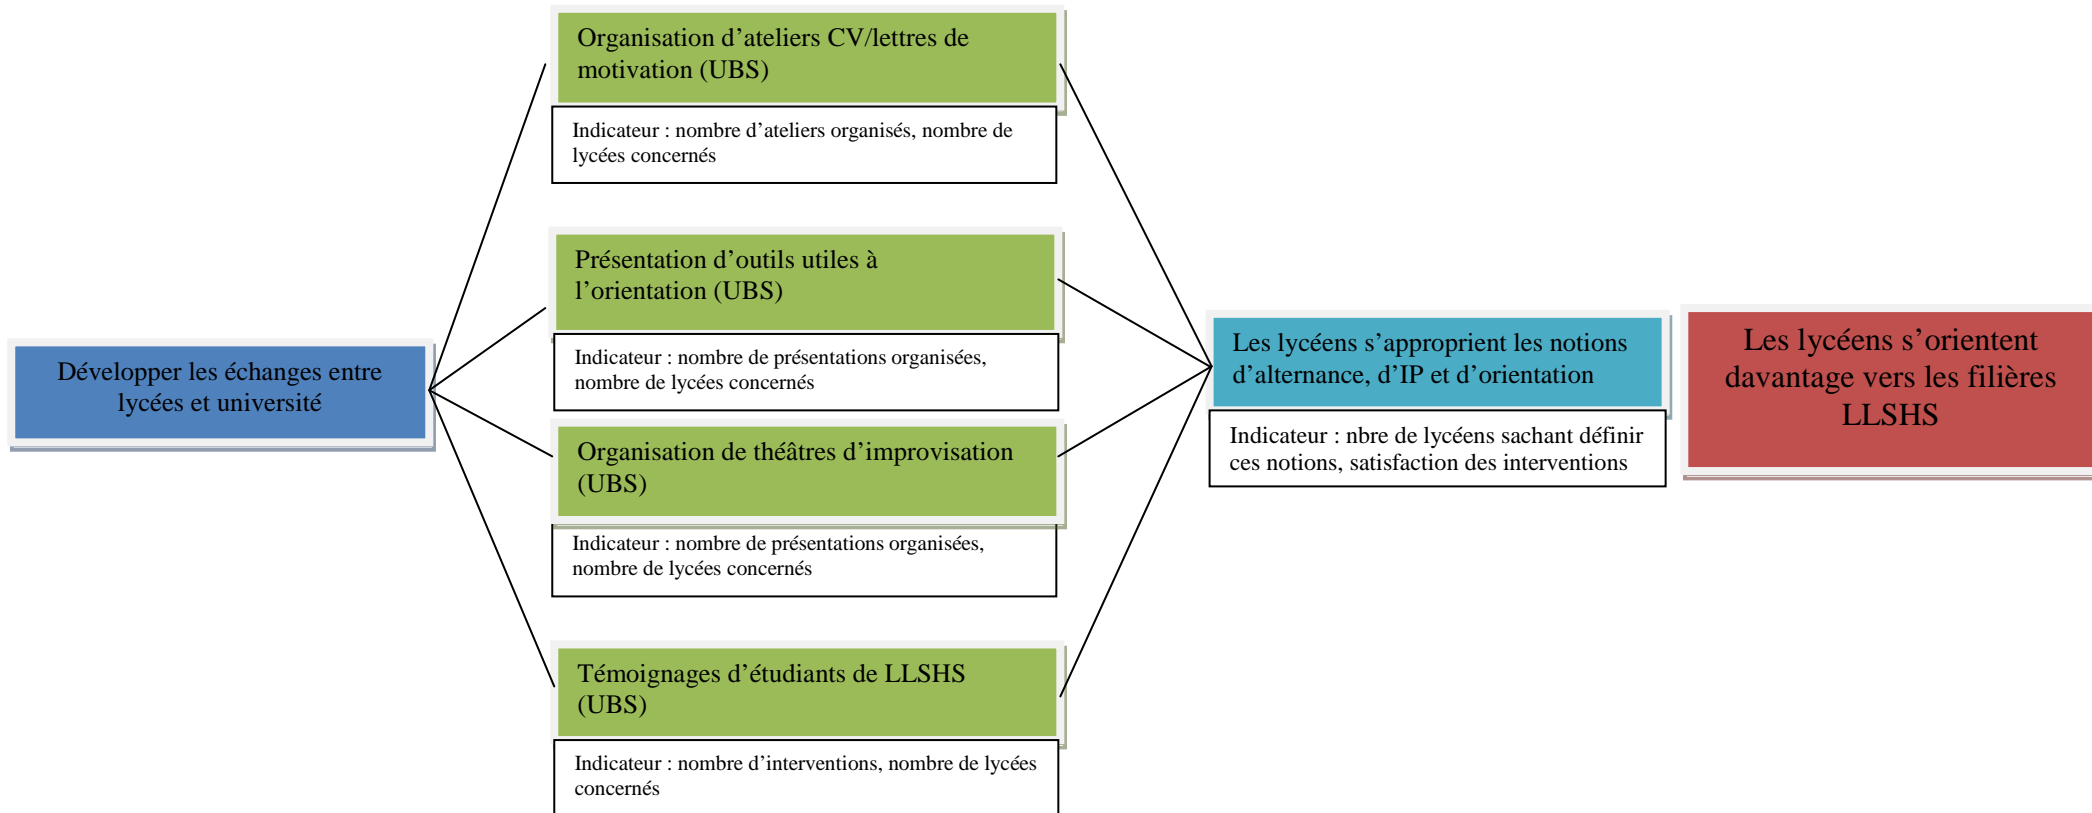 Développer les échanges entre
lycées et université
Organisation d’ateliers CV/lettres de
motivation (UBS)
Indicateur : nombre d’ateliers organisés, nombre de
lycées concernés
Présentation d’outils utiles à
l’orientation (UBS)
Indicateur : nombre de présentations organisées,
nombre de lycées concernés
Organisation de théâtres d’improvisation
(UBS)
Indicateur : nombre de présentations organisées,
nombre de lycées concernés
Témoignages d’étudiants de LLSHS
(UBS)
Indicateur : nombre d’interventions, nombre de lycées
concernés
Les lycéens s’approprient les notions
d’alternance, d’IP et d’orientation
Indicateur : nbre de lycéens sachant définir
ces notions, satisfaction des interventions
Les lycéens s’orientent
davantage vers les filières
LLSHS